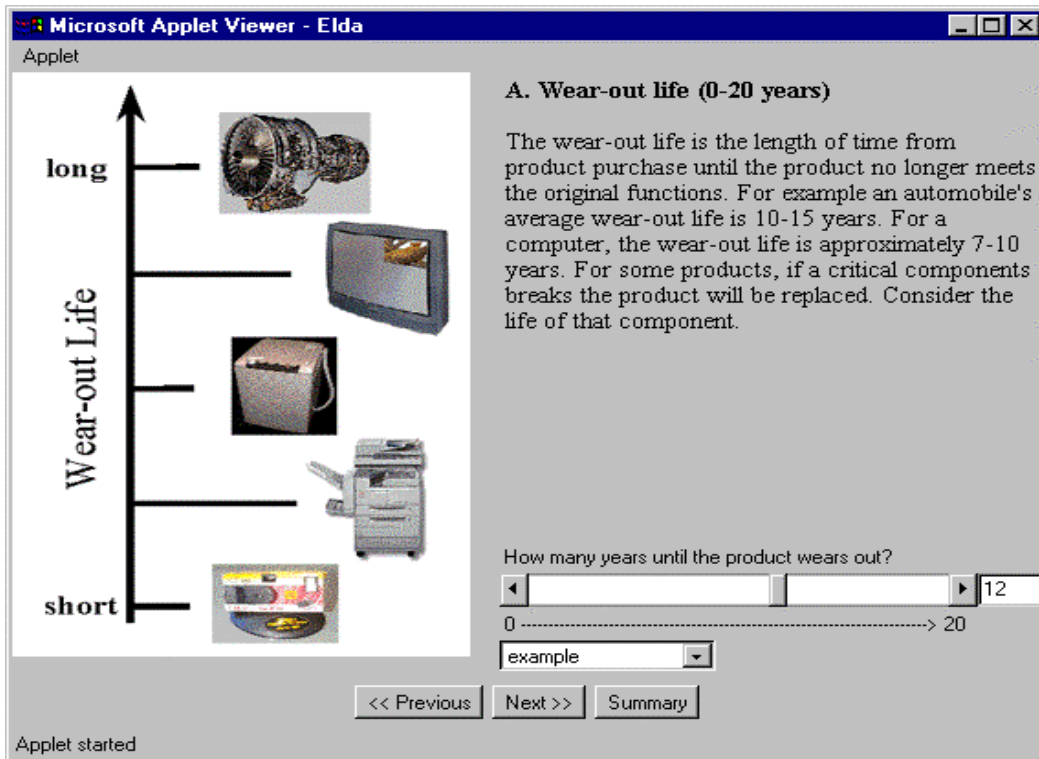 Microsoft Applet Viewer - Elda
Applet
long
Wear-out Life
short
A. Wear-out life (0-20 years)
The wear-out life is the length of time from
product purchase until the product no longer meets
the original functions. For example an automobile's
average wear-out life is 10-15 years. For a
computer, the wear-out life is approximately 7-10
years. For some products, if a critical components
breaks the product will be replaced. Consider the
life of that component.
How many years until the product wears out?
12
0 ---------------------------------------------------> 20
example
<< Previous
Next >>
Summary
Applet started